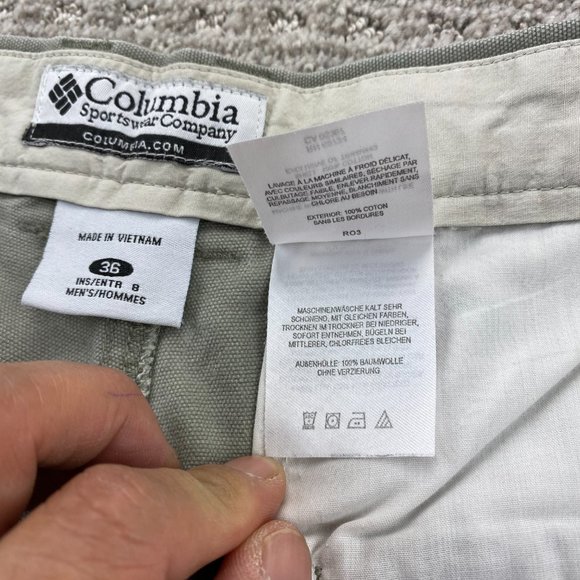 Columbia
Sportswear Company
COLUMBIA.COM
MADE IN VIETNAM
36
INS/ENTR 8
MEN'S/HOMMES
LAVAGE À LA MACHINE À FROID DÉLICAT,
AVEC COULEURS SIMILAIRES, SÉCHAGE PAR
CULBUTAGE FAIBLE, ENLEVER RAPIDEMENT,
REPASSAGE MOYENNE, BLANCHIMENT SANS
CHLORE AU BESOIN
EXTERIOR: 100% COTON
SANS LES BORDURES
RO3
MASCHINENWÄSCHE KALT SEHR
SCHONEND, MIT GLEICHEN FARBEN,
TROCKNEN IM TROCKNER BEI NIEDRIGER,
SOFORT ENTNEHMEN, BÜGELN BEI
MITTLERER, CHLORFREIES BLEICHEN
AUßENHÜLLE: 100% BAUMWOLLE
OHNE VERZIERUNG